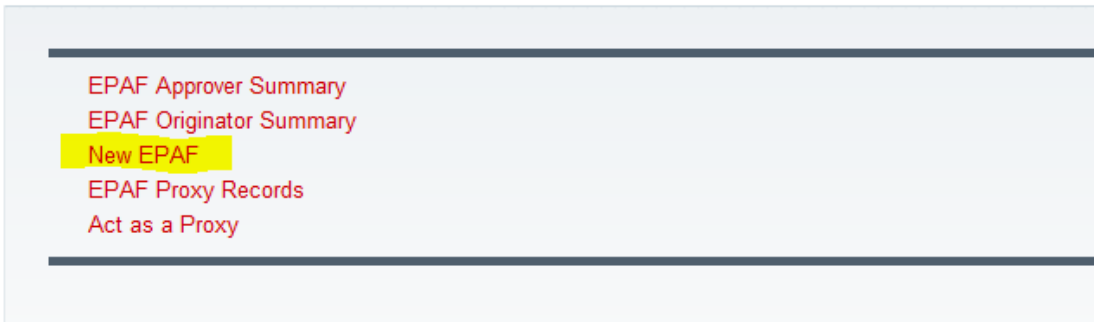 EPAF Approver Summary
EPAF Originator Summary
New EPAF
EPAF Proxy Records
Act as a Proxy